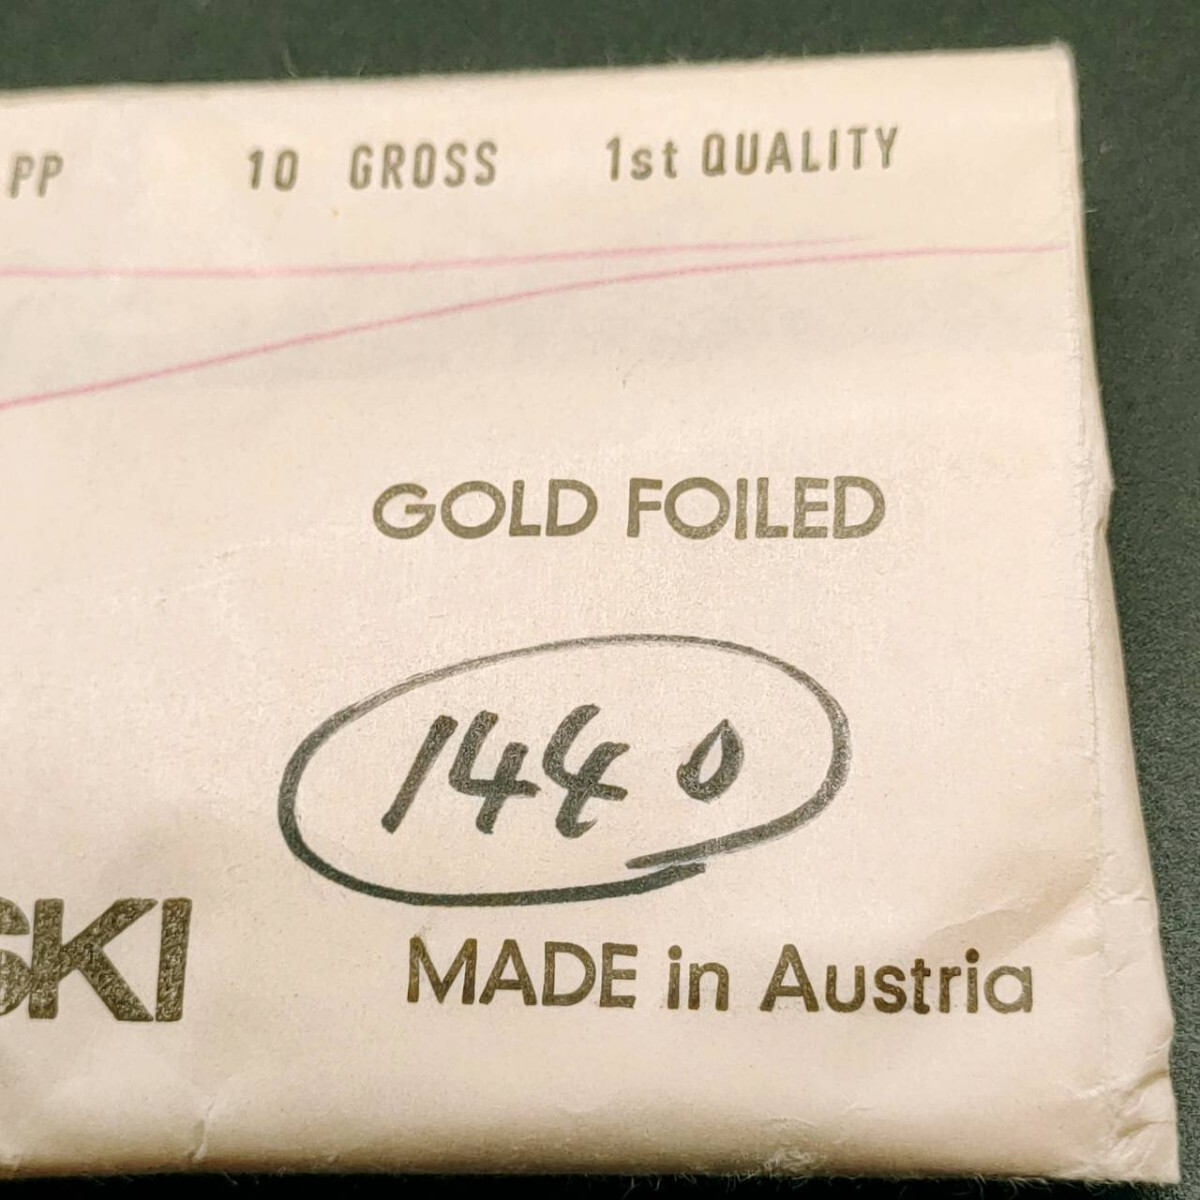 PP 10 GROSS 1st QUALITY
GOLD FOILED
1440
SKI
MADE in Austria